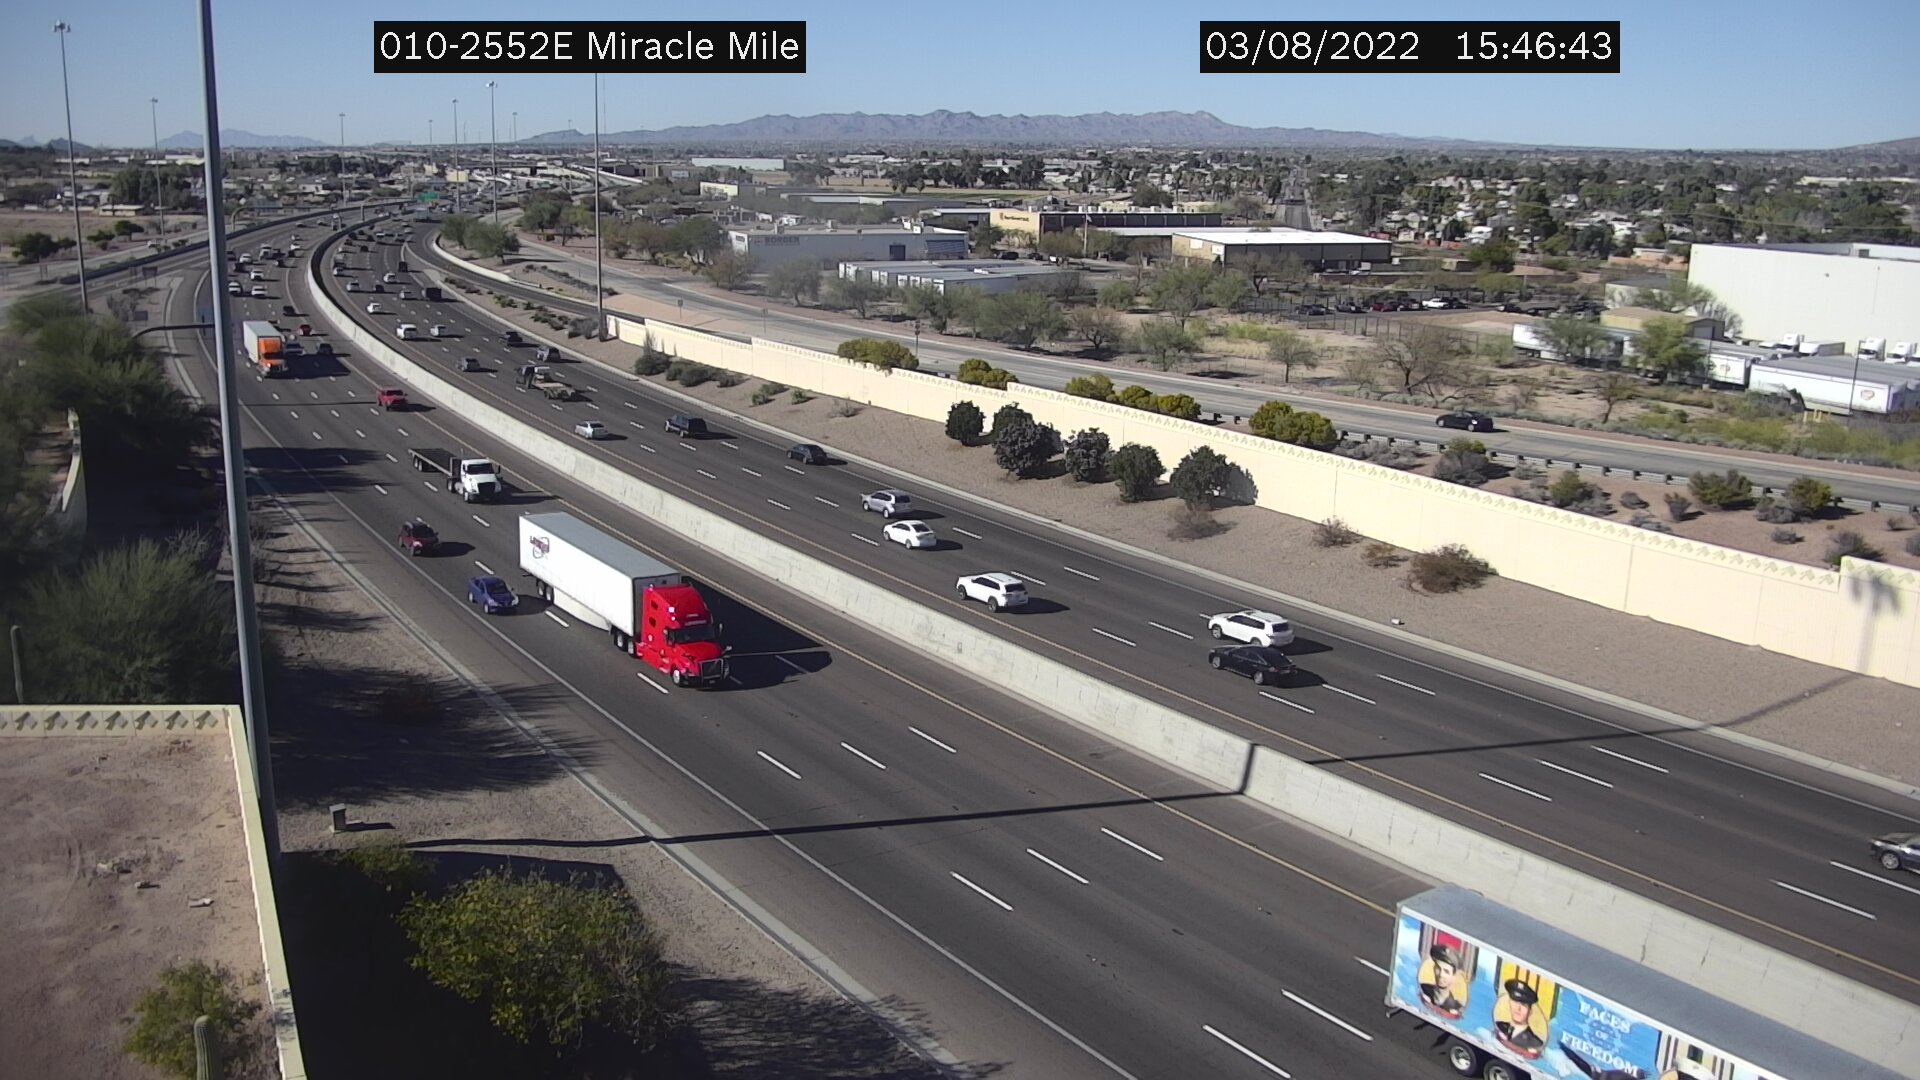 010-2552E Miracle Mile
03/08/2022 15:46:43
BORDEN
FACES
OF
FREEDOM